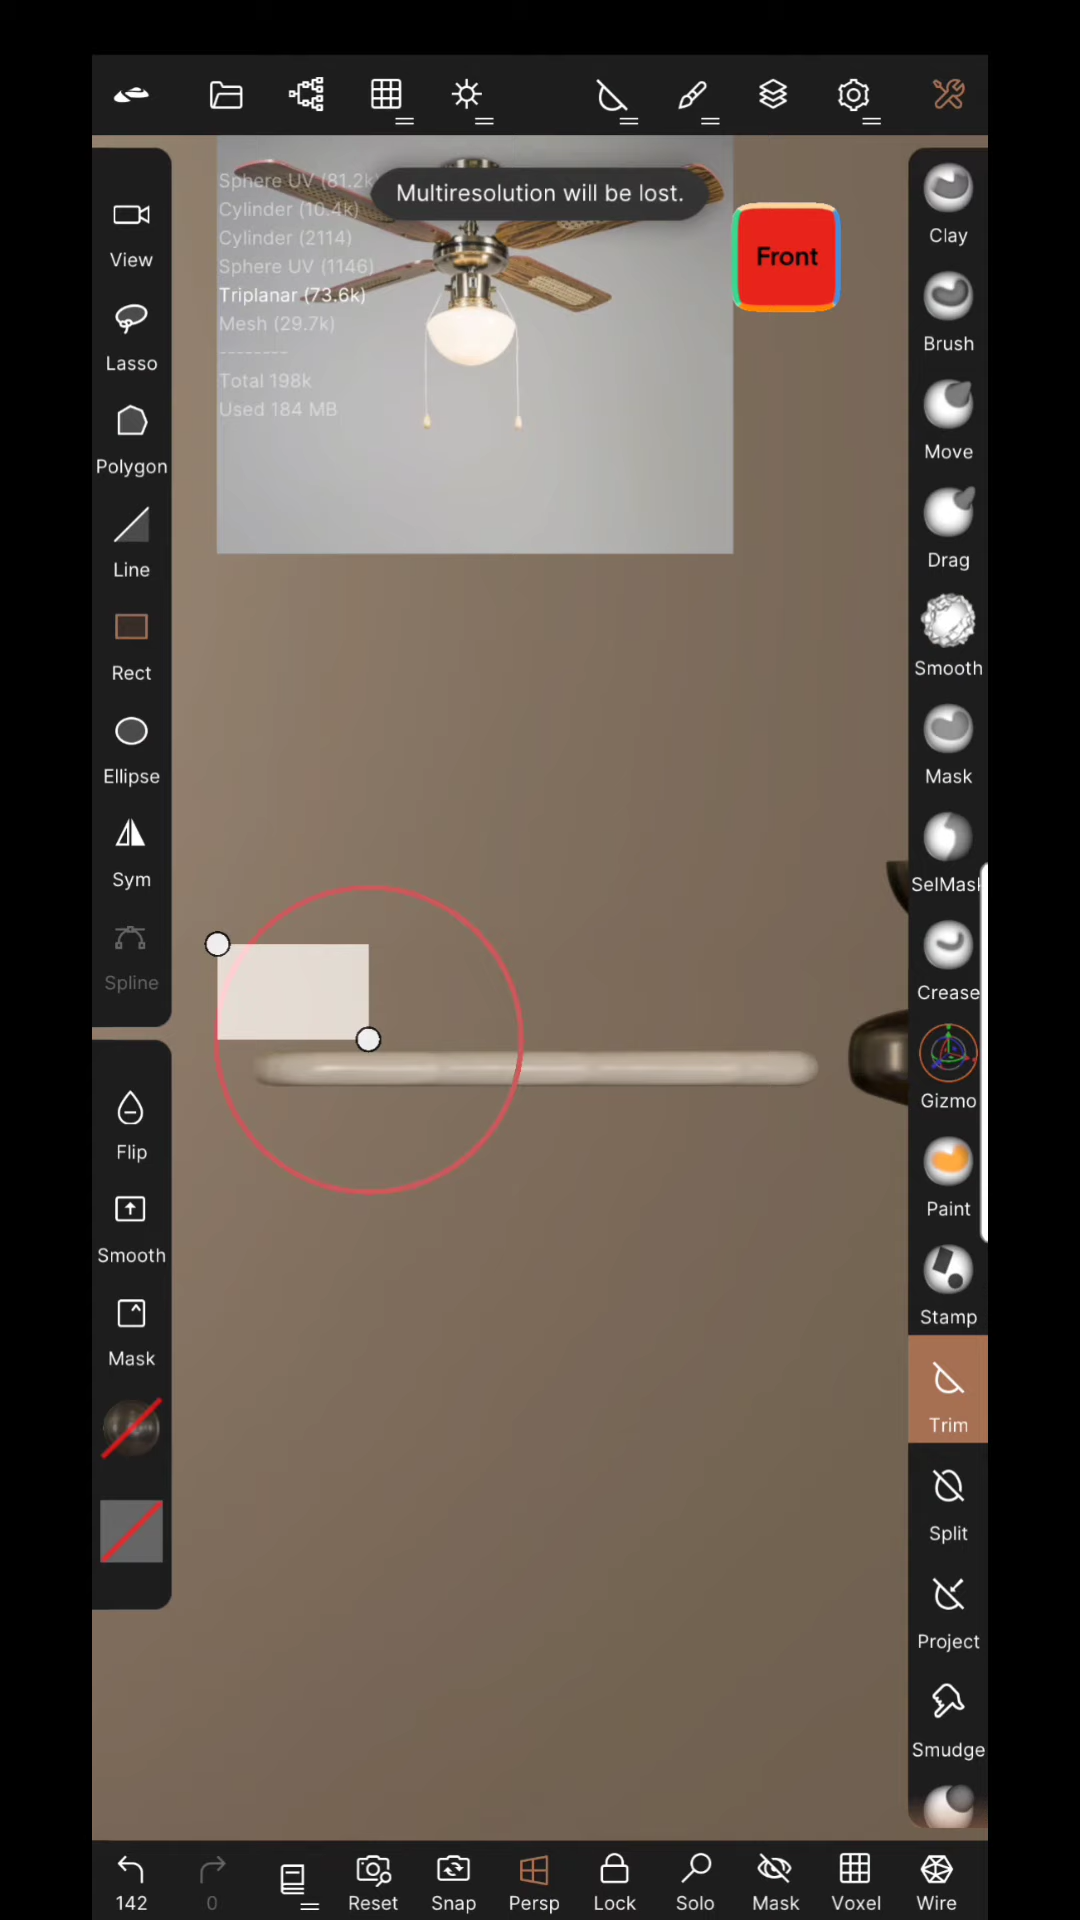 Multiresolution will be lost.
Sphere UV (81.2k
Cylinder (10.4k)
Cylinder (2114)
Sphere UV (1146)
Triplanar (73.6k)
Mesh (29.7k)
--------
Total 198k
Used 184 MB
Front
View
Lasso
Polygon
Line
Rect
Ellipse
Sym
Spline
Flip
Smooth
Mask
Clay
Brush
Move
Drag
Smooth
Mask
SelMask
Crease
Gizmo
Paint
Stamp
Trim
Split
Project
Smudge
142
0
Reset
Snap
Persp
Lock
Solo
Mask
Voxel
Wire